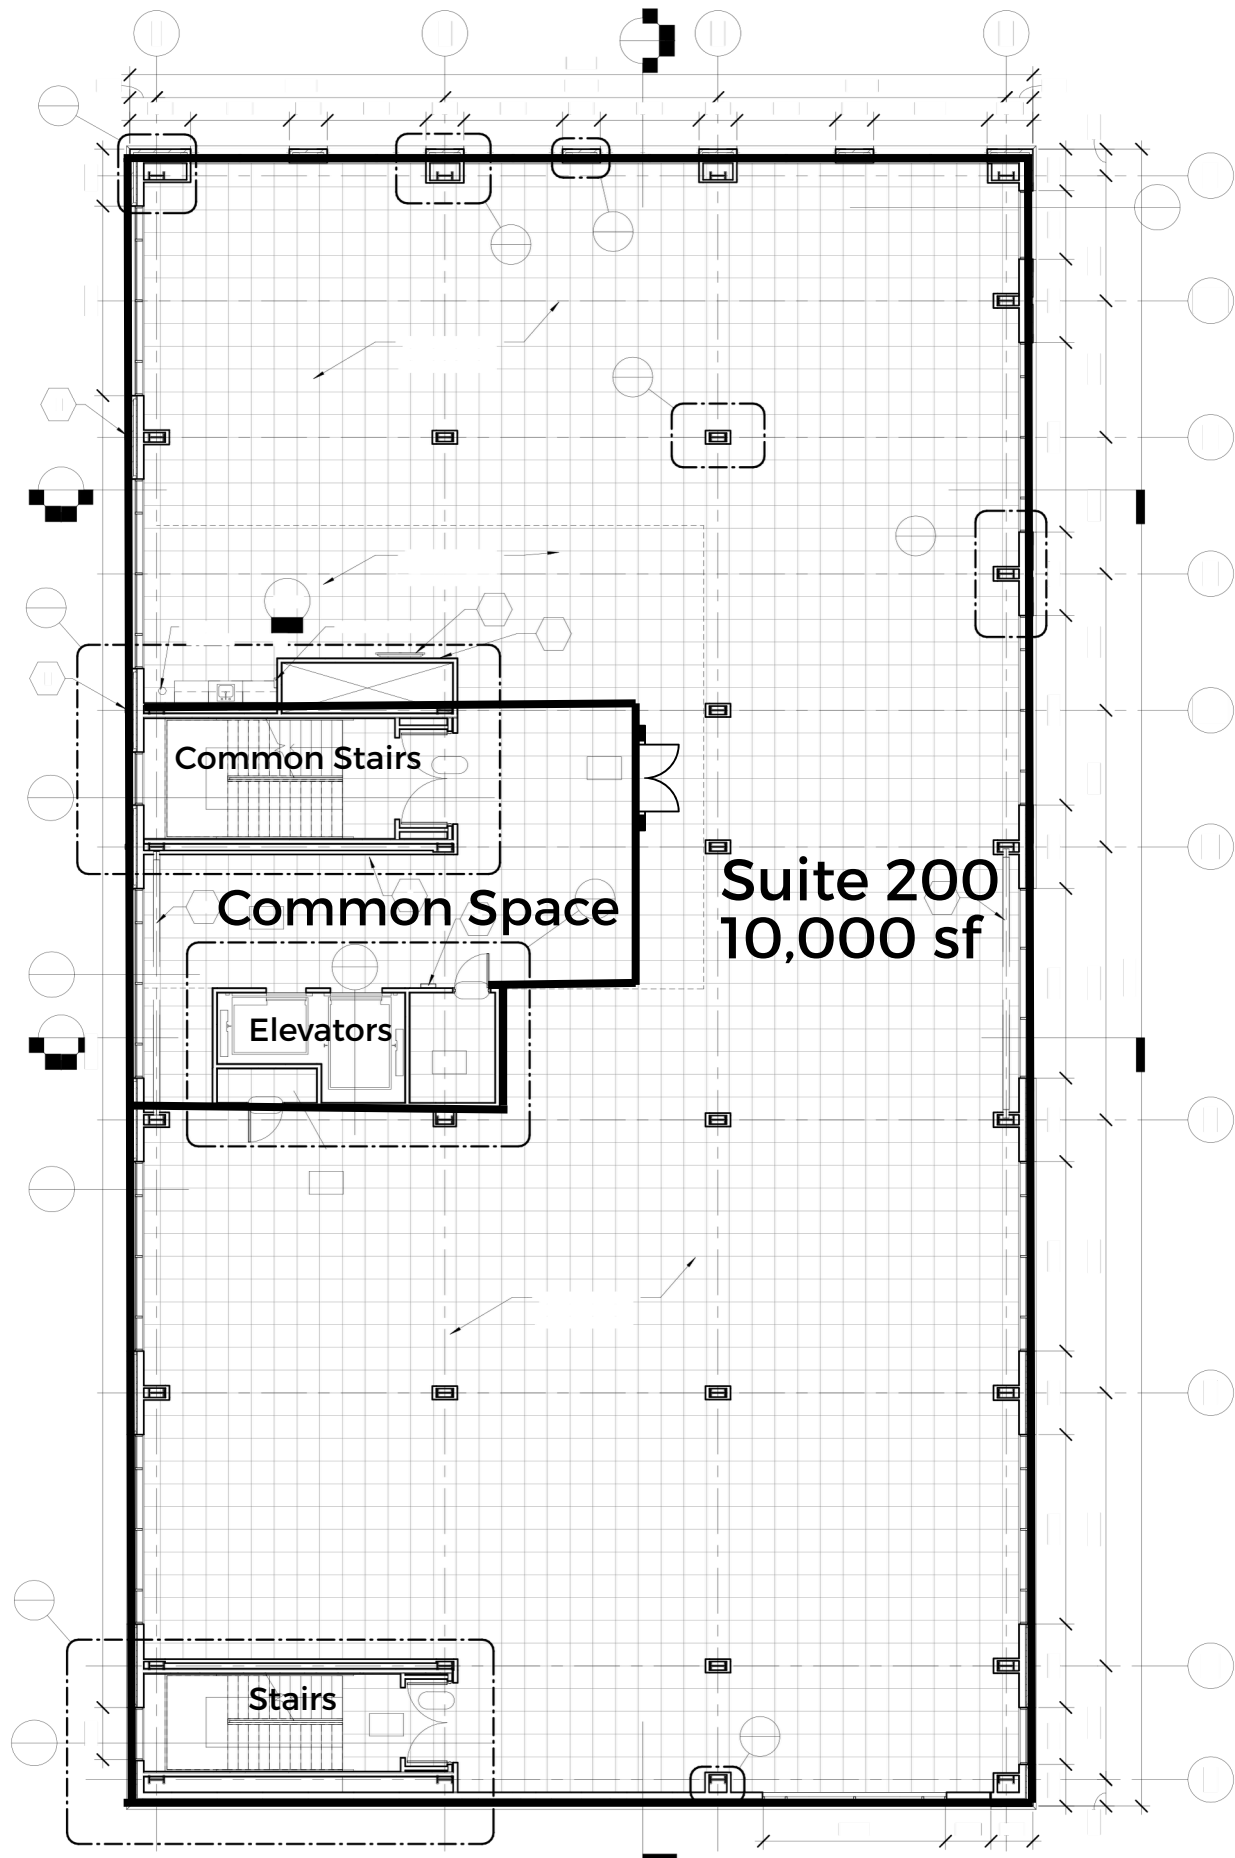 Common Stairs
Common Space
Suite 200
10,000 sf
Elevators
Stairs